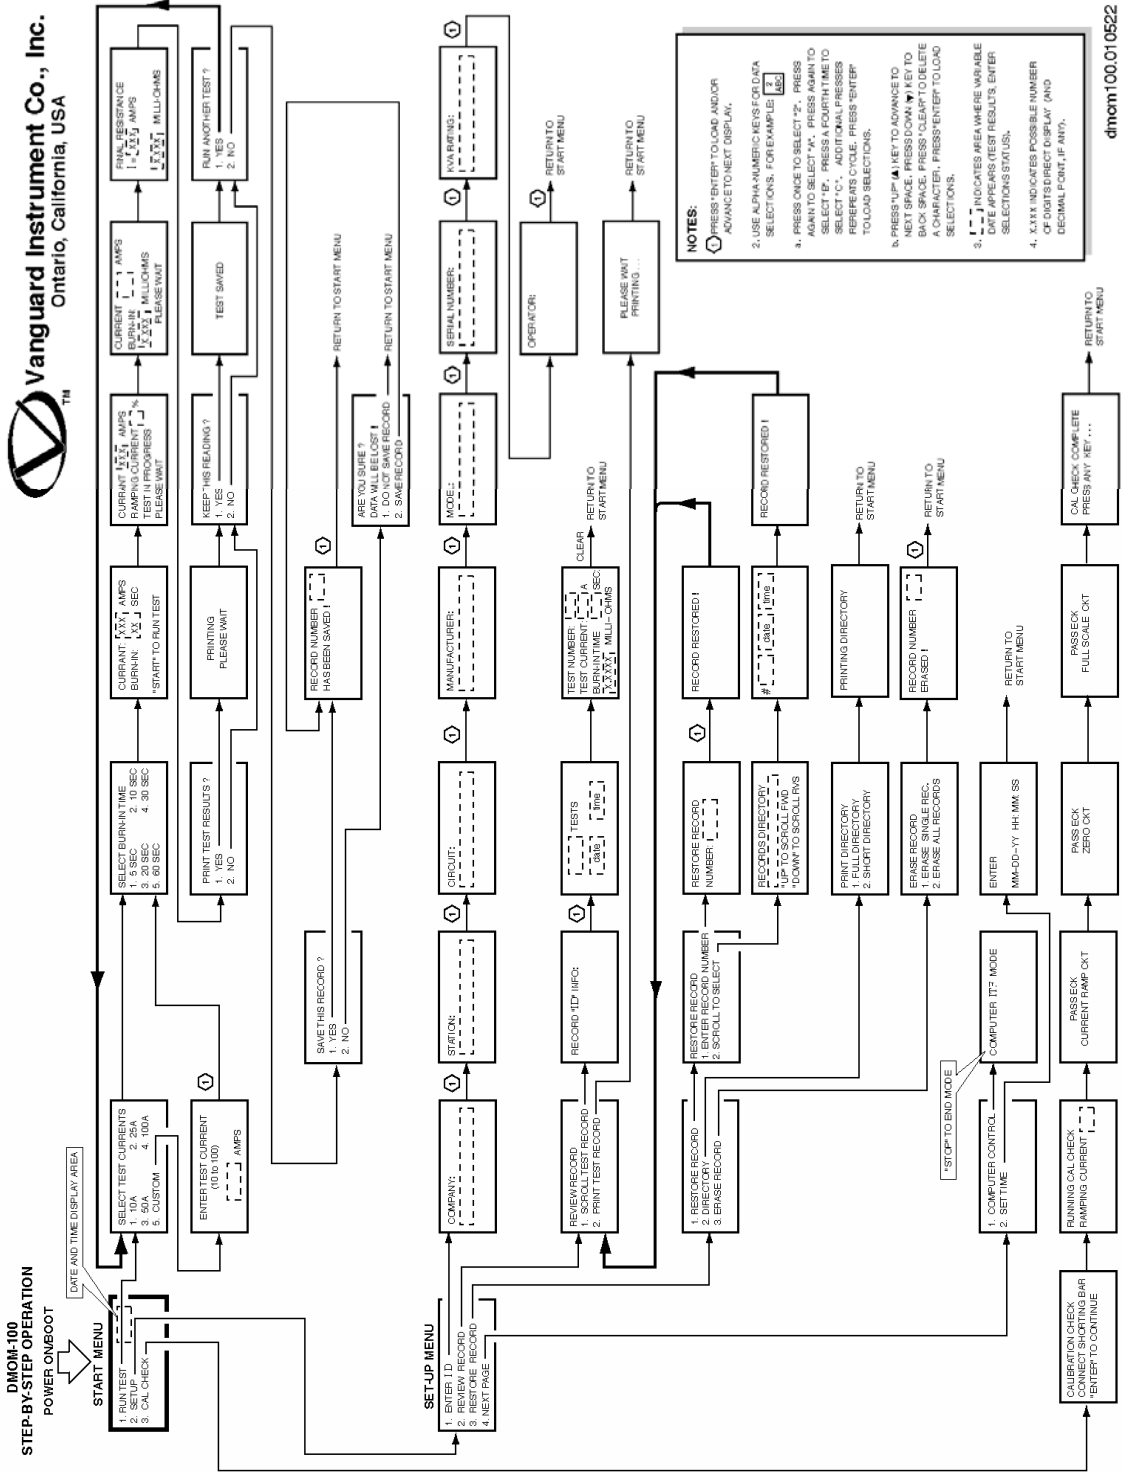 DMOM-100
STEP-BY-STEP OPERATION
POWER ON/BOOT
Vanguard Instrument Co., Inc.
Ontario, California, USA
TM
START MENU
DATE AND TIME DISPLAY AREA
1. RUN TEST
2. SETUP
3. CAL CHECK
SELECT TEST CURRENTS
1. 10A 2. 25A
3. 50A 4. 100A
5. CUSTOM
SELECT BURN-IN TIME
1. 5 SEC 2. 10 SEC
3. 20 SEC 4. 30 SEC
5. 60 SEC
CURRANT: XXX AMPS
BURN-IN: XX SEC
"START" TO RUN TEST
CURRANT XXX AMPS
RAMPING CURRENT %
TEST IN PROGRESS
PLEASE WAIT
CURRENT AMPS
BURN-IN:
X.XXX MILLIOHMS
PLEASE WAIT
FINAL RESISTANCE
I = XXX AMPS
X.XXX MILLI-OHMS
ENTER TEST CURRENT
(10 to 100)
AMPS
1
PRINT TEST RESULTS ?
1. YES
2. NO
PRINTING
PLEASE WAIT
KEEP THIS READING ?
1. YES
2. NO
TEST SAVED
RUN ANOTHER TEST ?
1. YES
2. NO
SAVE THIS RECORD ?
1. YES
2. NO
RECORD NUMBER
HAS BEEN SAVED !
1
RETURN TO START MENU
ARE YOU SURE ?
DATA WILL BE LOST !
1. DO NOT SAVE RECORD
2. SAVE RECORD
RETURN TO START MENU
SET-UP MENU
1. ENTER I D
2. REVIEW RECORD
3. RESTORE RECORD
4. NEXT PAGE
COMPANY:
1
STATION:
1
CIRCUIT:
1
MANUFACTURER:
1
MODEL:
1
SERIAL NUMBER:
1
KVA RATING:
1
OPERATOR:
1
RETURN TO
START MENU
REVIEW RECORD
1. SCROLL TEST RECORD
2. PRINT TEST RECORD
RECORD "ID" INFO:
1
TESTS
date time
TEST NUMBER:
TEST CURRENT: A
BURN-IN TIME SEC:
X.XXXX MILLI-OHMS
CLEAR
RETURN TO
START MENU
PLEASE WAIT
PRINTING . . .
RETURN TO
START MENU
1. RESTORE RECORD
2. DIRECTORY
3. ERASE RECORD
RESTORE RECORD
1. ENTER RECORD NUMBER
2. SCROLL TO SELECT
RESTORE RECORD
NUMBER:
1
RECORD RESTORED !
RECORDS DIRECTORY
"UP" TO SCROLL FWD
"DOWN" TO SCROLL RVS
# date time
RECORD RESTORED !
PRINT DIRECTORY
1. FULL DIRECTORY
2. SHORT DIRECTORY
PRINTING DIRECTORY
RETURN TO
START MENU
ERASE RECORD
1. ERASE SINGLE REC.
2. ERASE ALL RECORDS
RECORD NUMBER
ERASED !
1
RETURN TO
START MENU
"STOP" TO END MODE
1. COMPUTER CONTROL
2. SET TIME
COMPUTER ITF MODE
ENTER
MM-DD-YY HH: MM: SS
RETURN TO
START MENU
CALIBRATION CHECK
CONNECT SHORTING BAR
"ENTER" TO CONTINUE
RUNNING CAL CHECK
RAMPING CURRENT
PASS ECK
CURRENT RAMP CKT
PASS ECK
ZERO CKT
PASS ECK
FULL SCALE CKT
CAL CHECK COMPLETE
PRESS ANY KEY . . .
RETURN TO
START MENU
NOTES:
1 PRESS "ENTER" TO LOAD AND/OR
ADVANCE TO NEXT DISPLAY.
2. USE ALPHA-NUMERIC KEYS FOR DATA
SELECTIONS. FOR EXAMPLE: 2 ABC
a. PRESS ONCE TO SELECT "2". PRESS
AGAIN TO SELECT "A". PRESS AGAIN TO
SELECT "B". PRESS A FOURTH TIME TO
SELECT "C". ADDITIONAL PRESSES
REREPEATS CYCLE. PRESS "ENTER"
TO LOAD SELECTIONS.
b. PRESS "UP" (▲) KEY TO ADVANCE TO
NEXT SPACE. PRESS DOWN (▼) KEY TO
BACK SPACE. PRESS "CLEAR" TO DELETE
A CHARACTER. PRESS "ENTER" TO LOAD
SELECTIONS.
3. INDICATES AREA WHERE VARIABLE
DATE APPEARS (TEST RESULTS, ENTER
SELECTIONS STATUS).
4. X.XXX INDICATES POSSIBLE NUMBER
OF DIGITS DIRECT DISPLAY (AND
DECIMAL POINT, IF ANY).
dmom100.010522